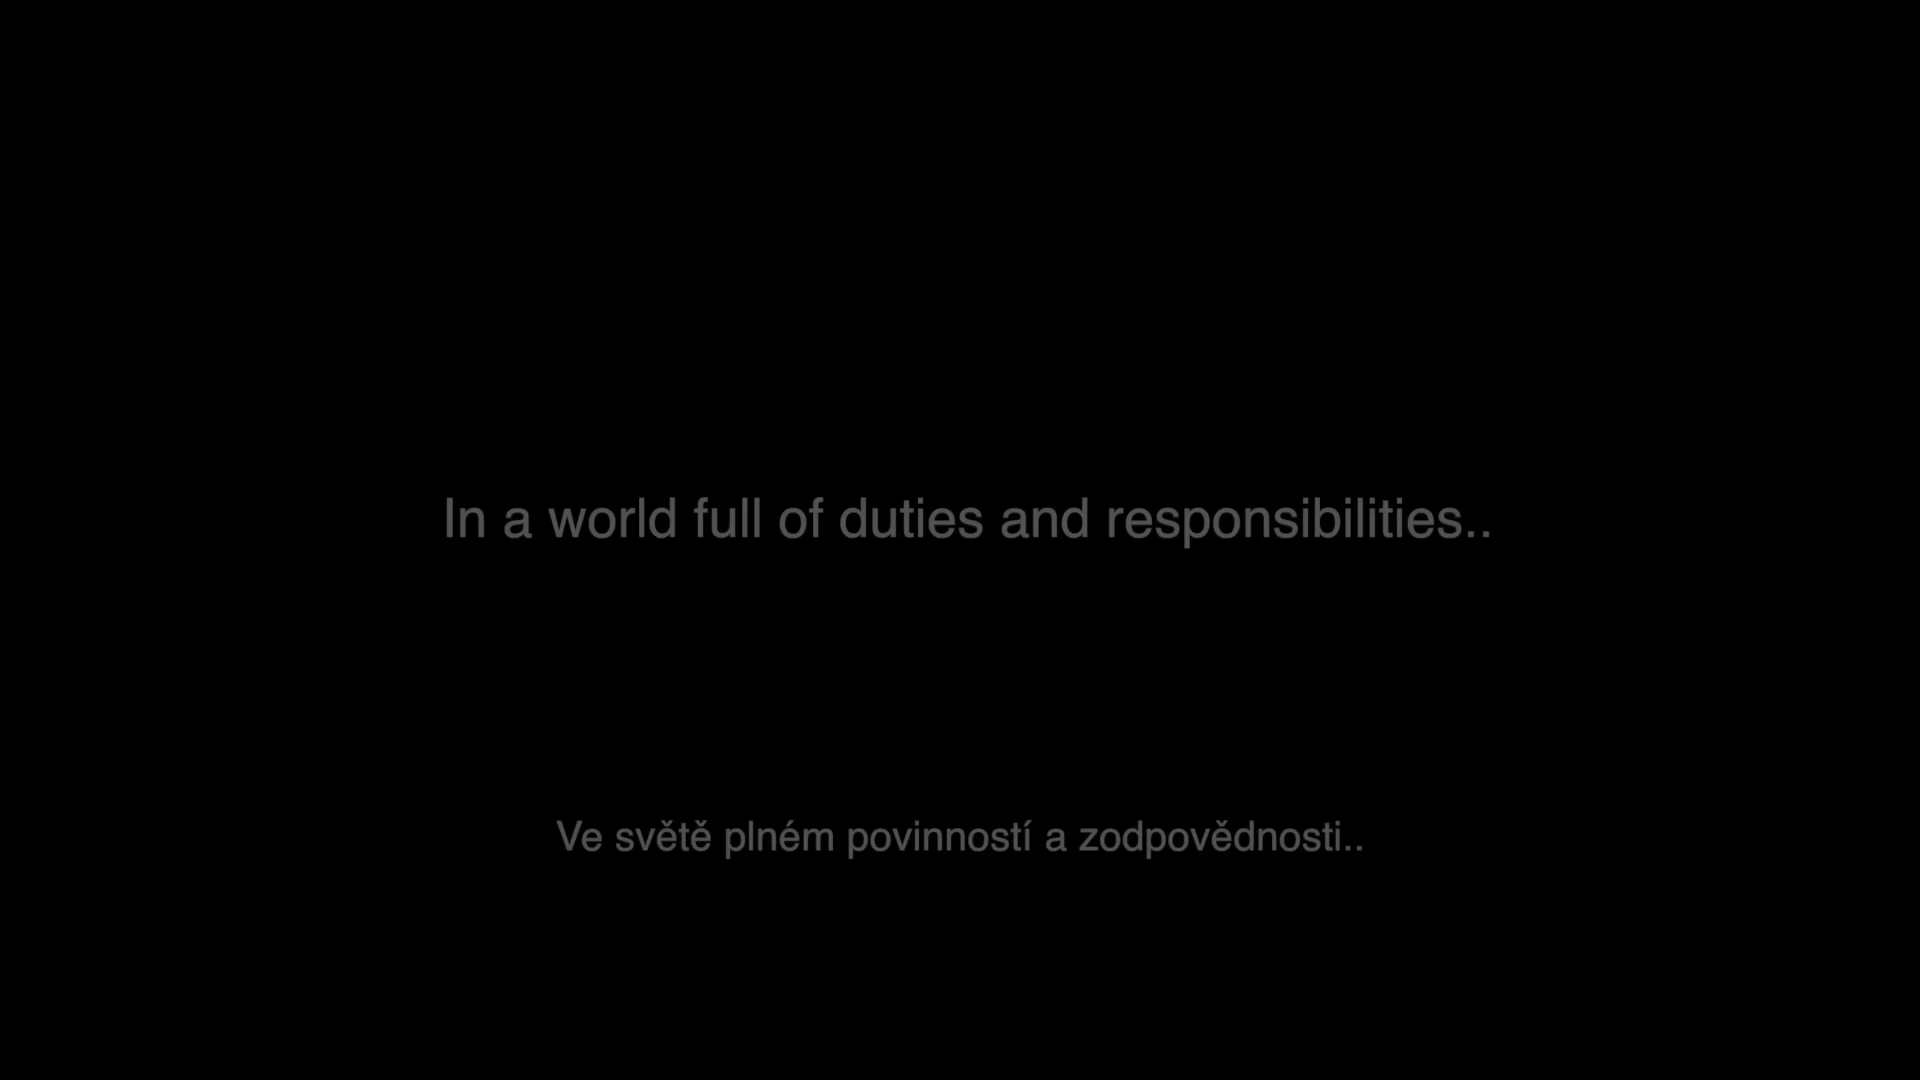 In a world full of duties and responsibilities..
Ve světě plném povinností a zodpovědnosti..